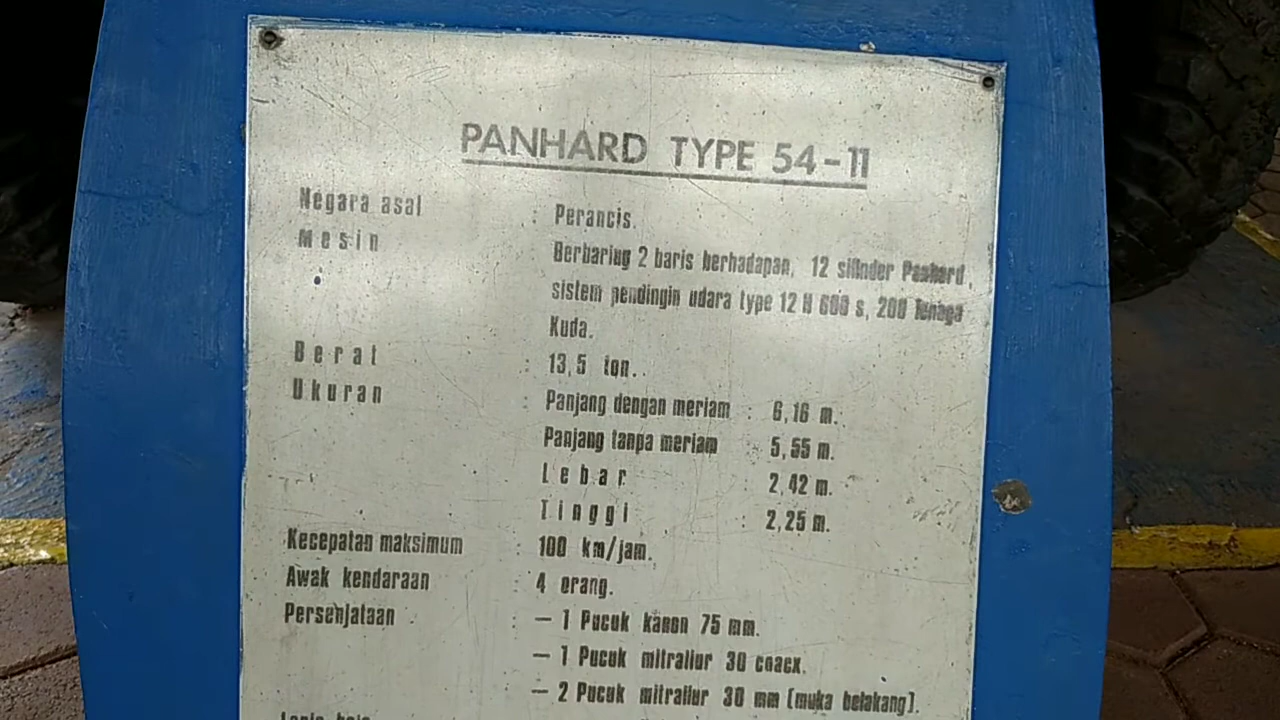 PANHARD TYPE 54-11
Negara asal : Perancis.
Mesin Berbaring 2 baris berhadapan, 12 silinder Panhard,
sistem pendingin udara type 12 H 600 s, 200 Tenaga
Kuda.
Berat : 13,5 ton.
Ukuran : Panjang dengan meriam : 6,16 m.
Panjang tanpa meriam : 5,55 m.
Lebar : 2,42 m.
Tinggi : 2,25 m.
Kecepatan maksimum : 100 km/jam.
Awak kendaraan : 4 orang.
Persenjataan : – 1 Pucuk kanon 75 mm.
– 1 Pucuk mitraliur 30 coaex.
– 2 Pucuk mitraliur 30 mm (muka belakang).